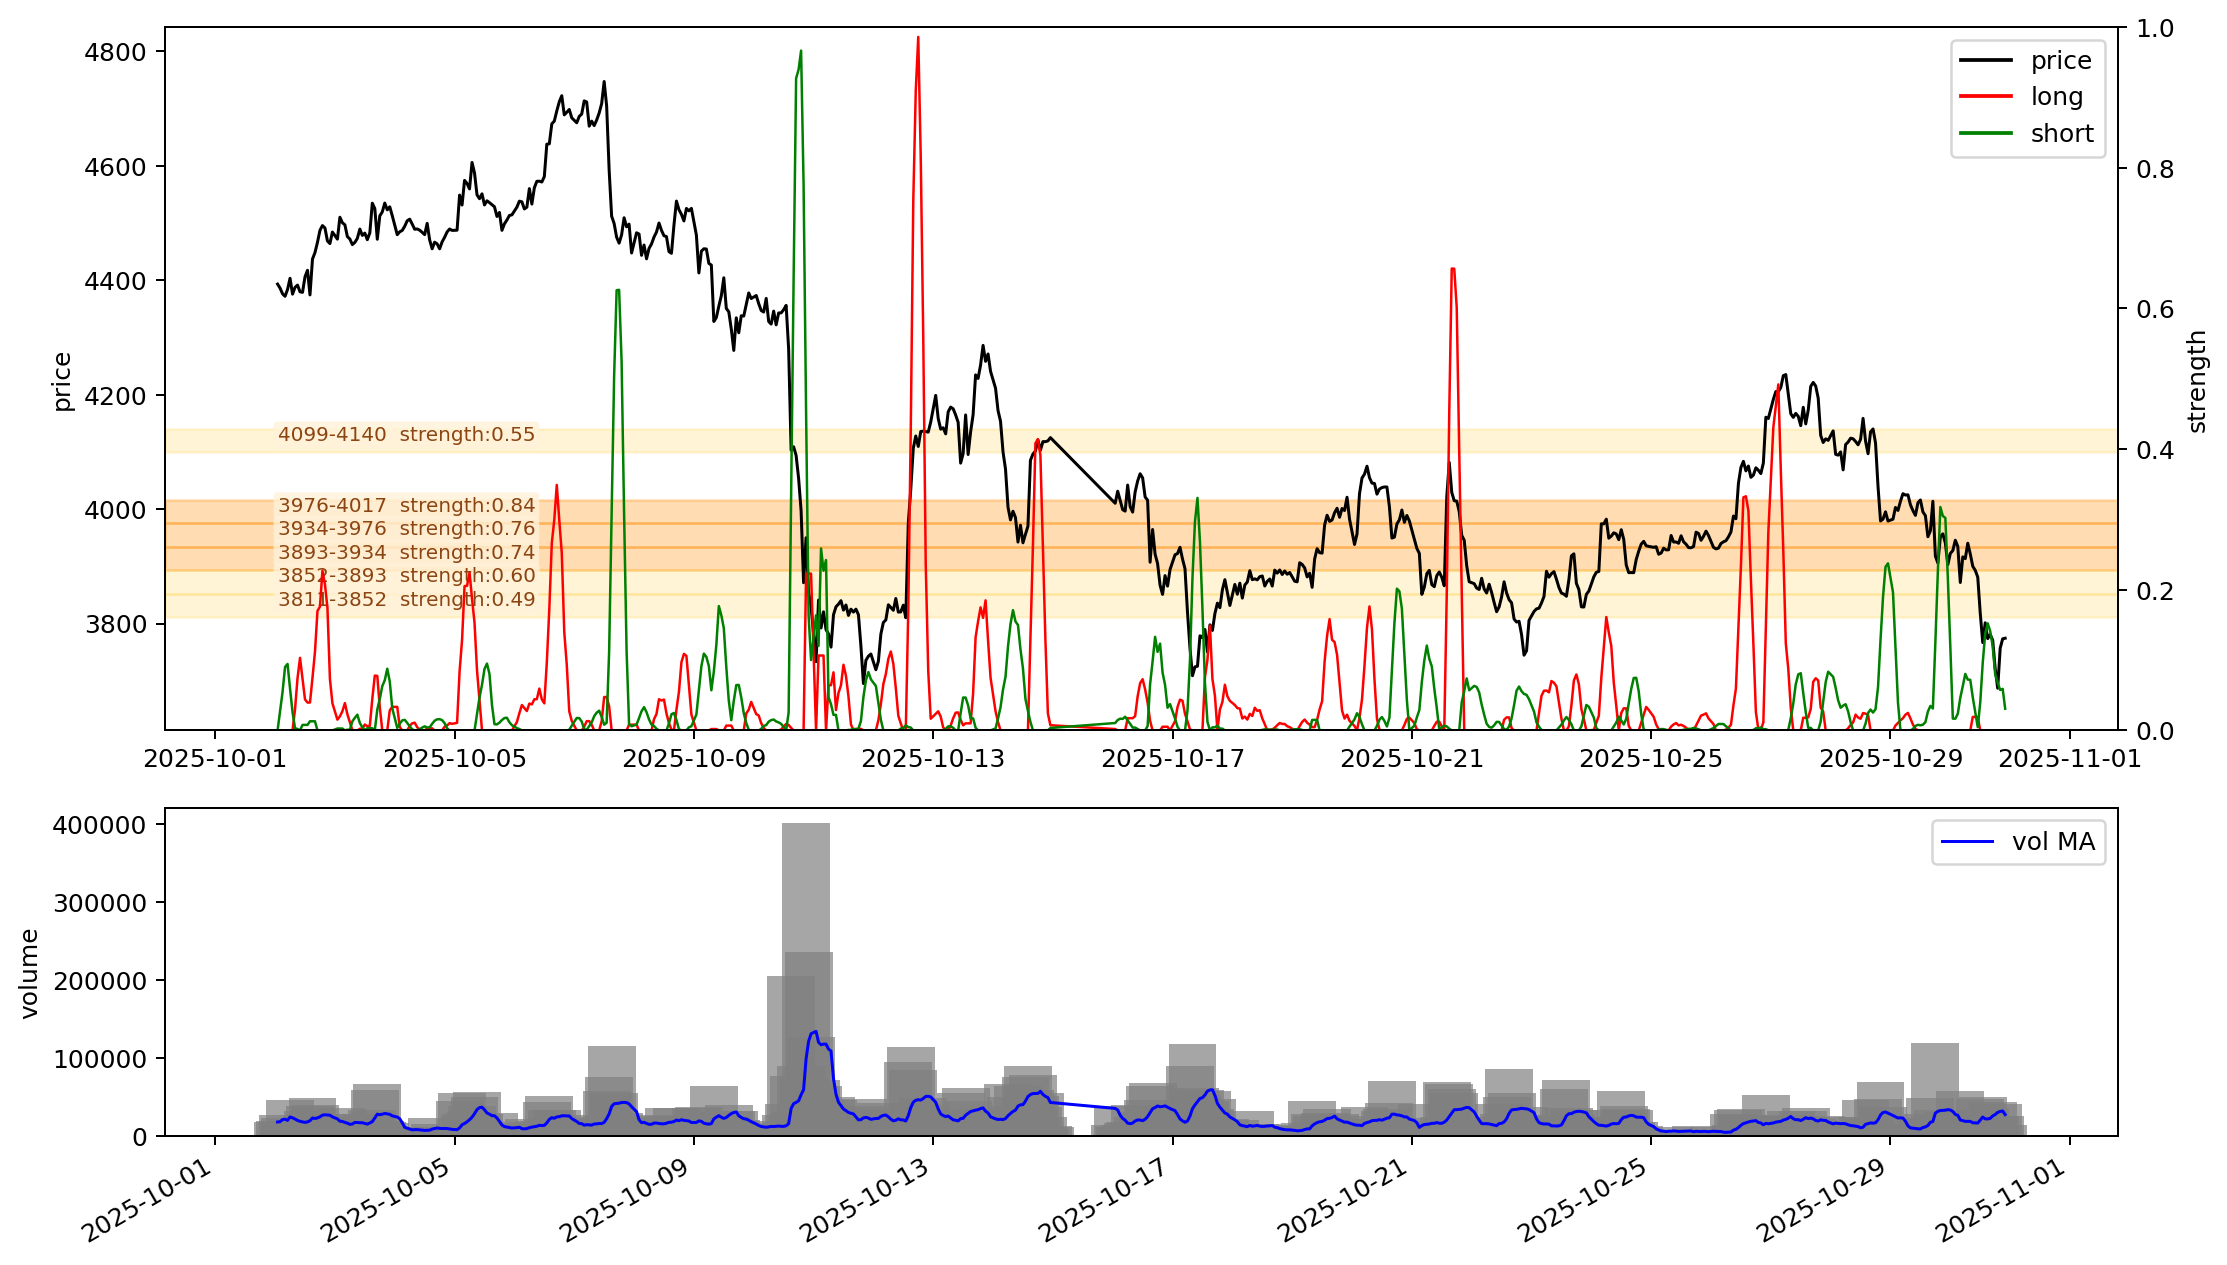 4800
4600
4400
4200
4000
3800
price
1.0
0.8
0.6
0.4
0.2
0.0
strength
price
long
short
4099-4140 strength:0.55
3976-4017 strength:0.84
3934-3976 strength:0.76
3893-3934 strength:0.74
3852-3893 strength:0.60
3811-3852 strength:0.49
2025-10-01
2025-10-05
2025-10-09
2025-10-13
2025-10-17
2025-10-21
2025-10-25
2025-10-29
2025-11-01
400000
300000
200000
100000
0
volume
vol MA
2025-10-01
2025-10-05
2025-10-09
2025-10-13
2025-10-17
2025-10-21
2025-10-25
2025-10-29
2025-11-01